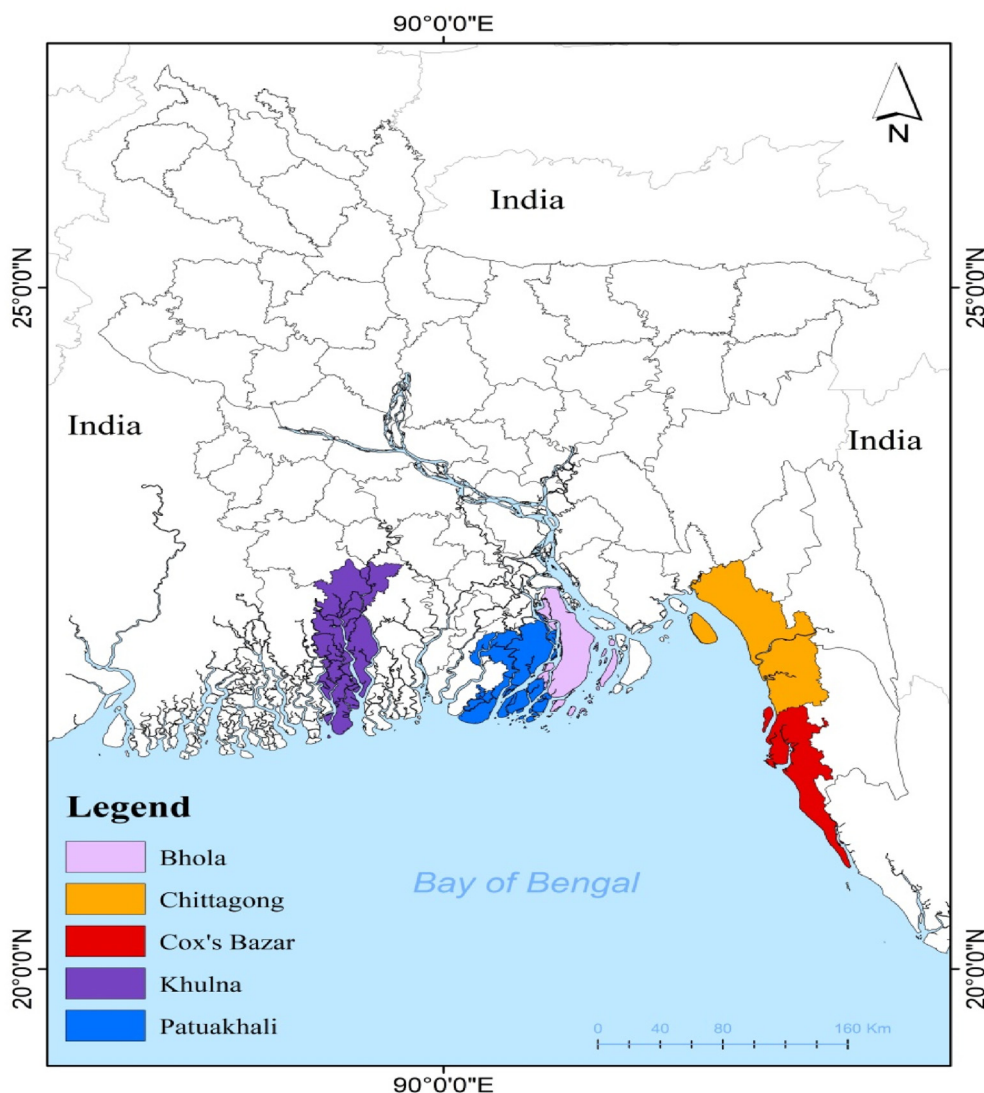 90°0'0"E
N
India
25°0'0"N
25°0'0"N
India
India
Legend
Bhola
Chittagong
Cox's Bazar
Khulna
Patuakhali
Bay of Bengal
20°0'0"N
20°0'0"N
0 40 80 160 Km
90°0'0"E